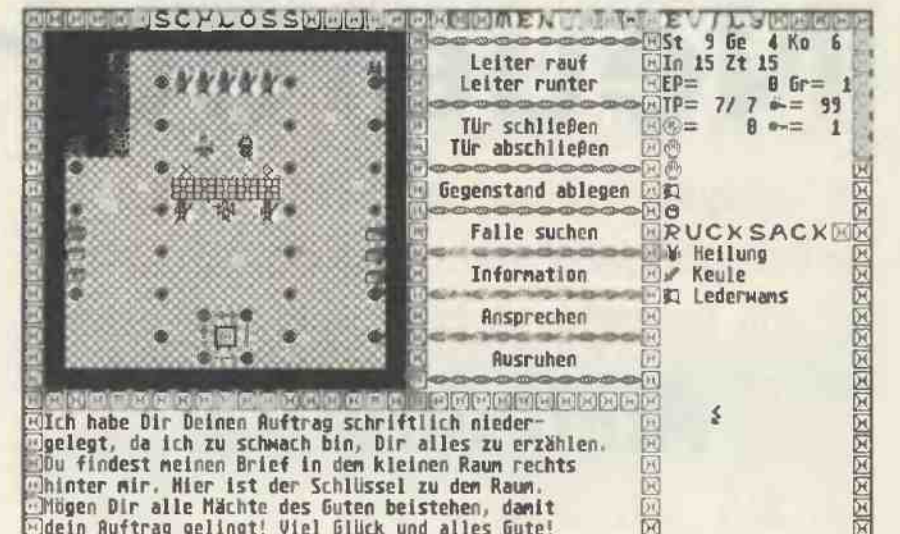 SCHLOSS
MENU
EVILS
Leiter rauf
Leiter runter
Tür schließen
Tür abschließen
Gegenstand ablegen
Falle suchen
Information
Ansprechen
Ausruhen
St 9 Ge 4 Ko 6
In 15 Zt 15
EP= 0 Gr= 1
TP= 7/ 7 = 99
= 0 = 1
RUCKSACK
Heilung
Keule
Lederwams
Ich habe Dir Deinen Auftrag schriftlich nieder-
gelegt, da ich zu schwach bin, Dir alles zu erzählen.
Du findest meinen Brief in dem kleinen Raum rechts
hinter mir. Hier ist der Schlüssel zu dem Raum.
Mögen Dir alle Mächte des Guten beistehen, damit
dein Auftrag gelingt! Viel Glück und alles Gute!